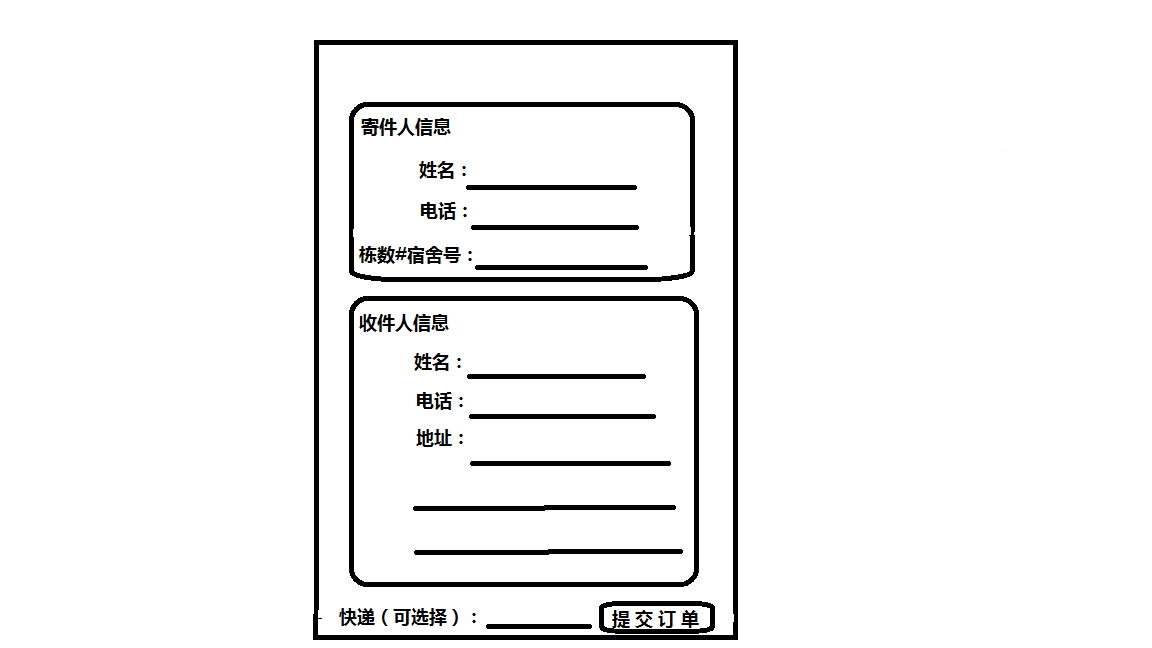 寄件人信息
姓名：
电话：
栋数#宿舍号：
收件人信息
姓名：
电话：
地址：
快递（可选择）： 提交订单